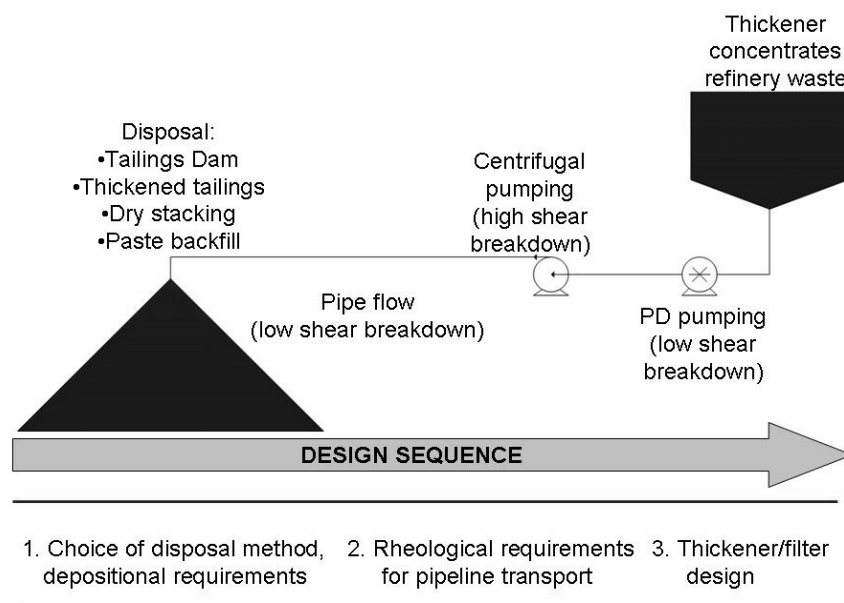 Thickener
concentrates
refinery waste
Disposal:
•Tailings Dam
•Thickened tailings
•Dry stacking
•Paste backfill
Centrifugal
pumping
(high shear
breakdown)
Pipe flow
(low shear breakdown)
PD pumping
(low shear
breakdown)
DESIGN SEQUENCE
1. Choice of disposal method,
depositional requirements
2. Rheological requirements
for pipeline transport
3. Thickener/filter
design